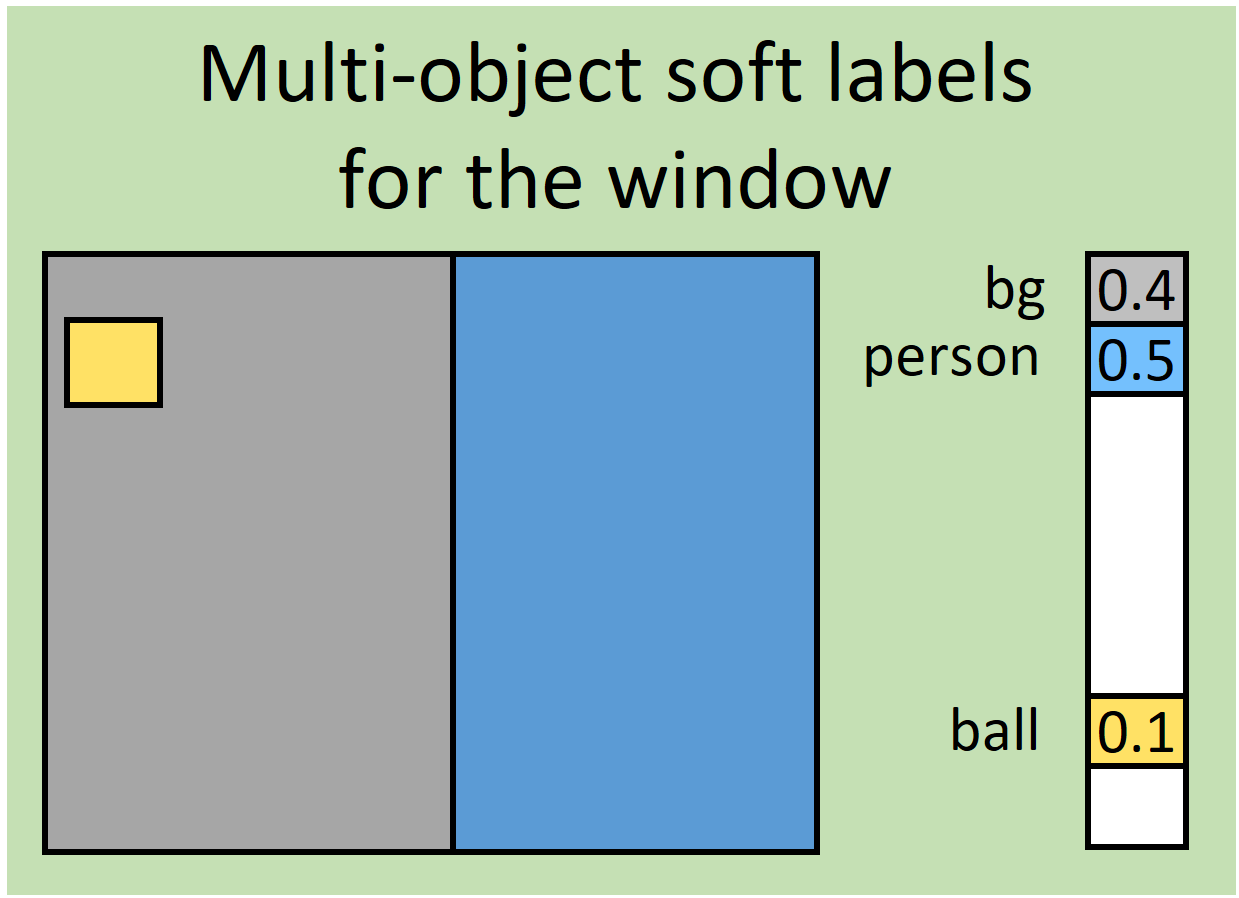 Multi-object soft labels
for the window
bg 0.4
person 0.5
ball 0.1